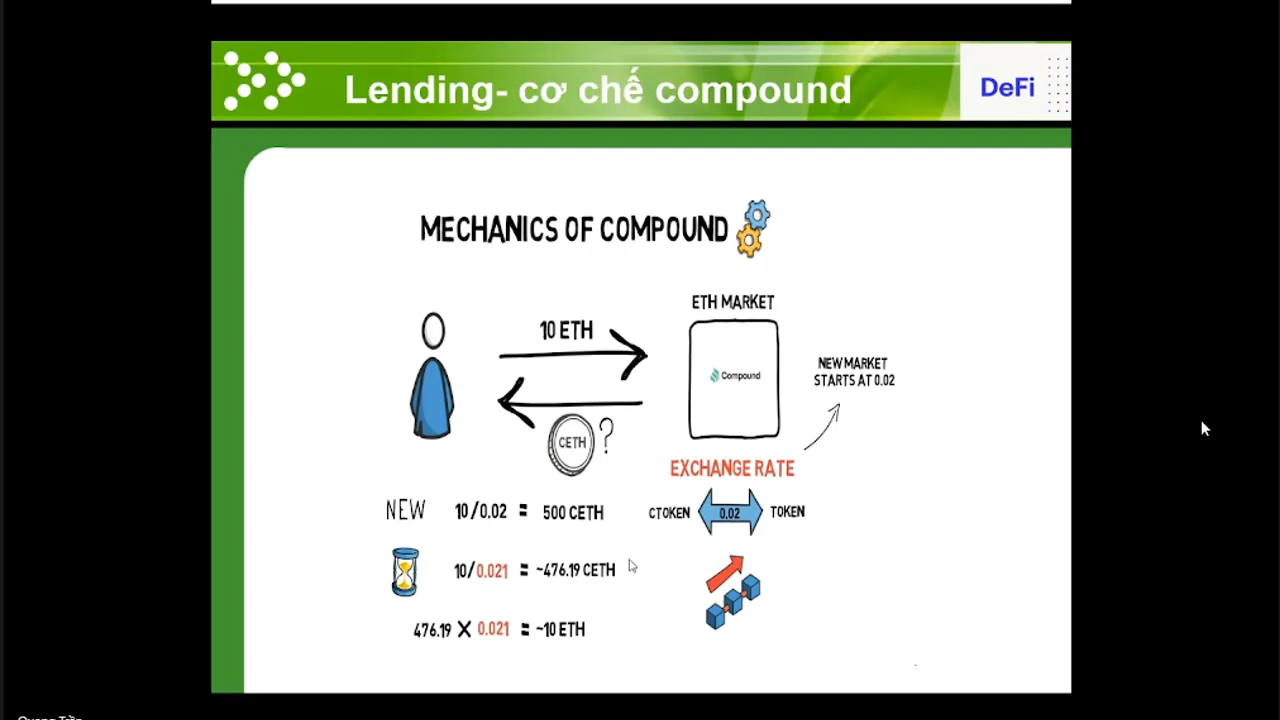 Lending- cơ chế compound
DeFi
MECHANICS OF COMPOUND
ETH MARKET
10 ETH
Compound
NEW MARKET
STARTS AT 0.02
CETH ?
EXCHANGE RATE
NEW 10/0.02 = 500 CETH
CTOKEN 0.02 TOKEN
10/0.021 = ~476.19 CETH
476.19 X 0.021 = ~10 ETH